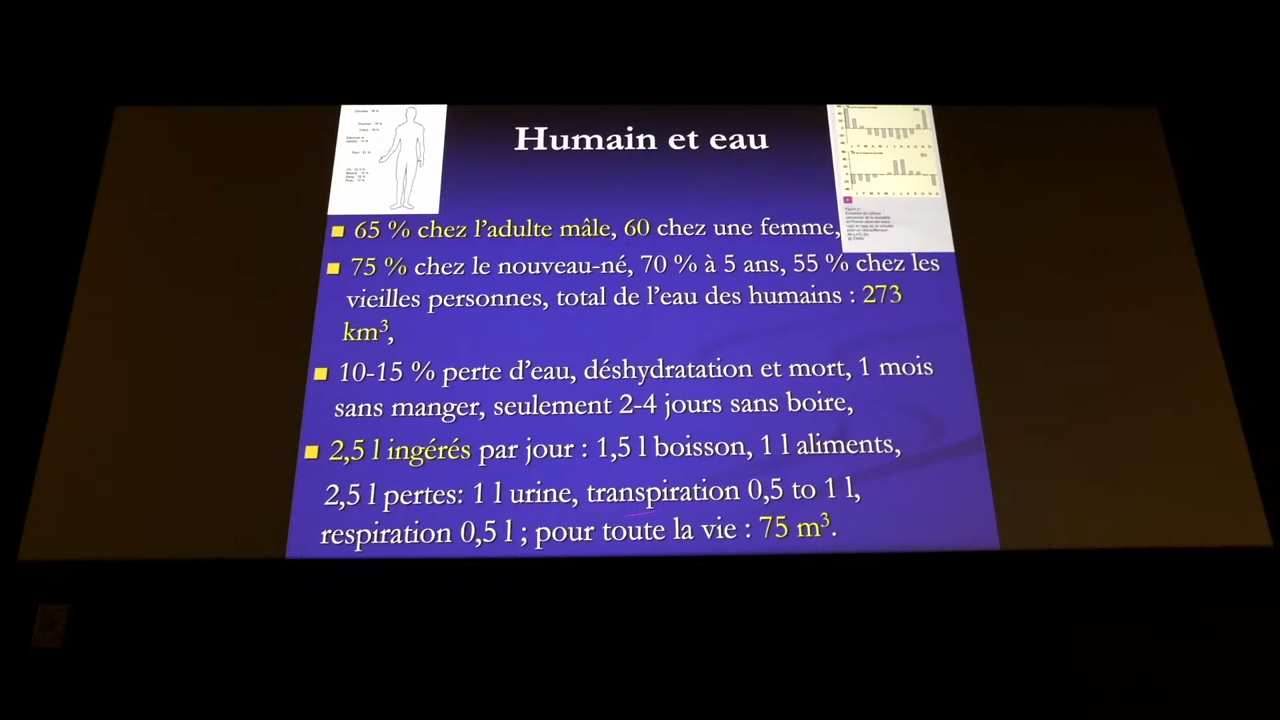 Humain et eau
65 % chez l'adulte mâle, 60 chez une femme,
75 % chez le nouveau-né, 70 % à 5 ans, 55 % chez les
vieilles personnes, total de l'eau des humains : 273
km³,
10-15 % perte d'eau, déshydratation et mort, 1 mois
sans manger, seulement 2-4 jours sans boire,
2,5 l ingérés par jour : 1,5 l boisson, 1 l aliments,
2,5 l pertes: 1 l urine, transpiration 0,5 to 1 l,
respiration 0,5 l ; pour toute la vie : 75 m³.